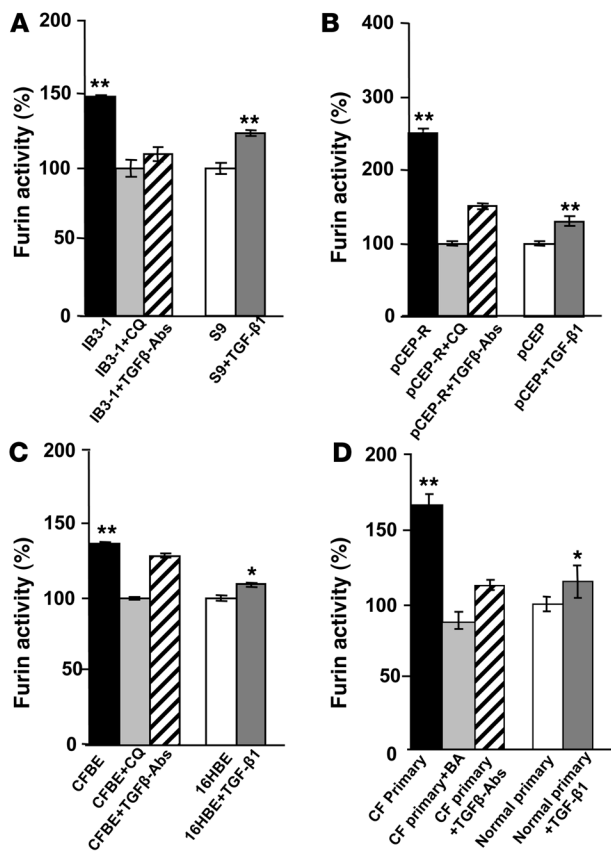 A
Furin activity (%)
200
150
100
50
0
**
**
IB3-1
IB3-1+CQ
IB3-1+TGFβ-Abs
S9
S9+TGF-β1
B
Furin activity (%)
400
300
200
100
0
**
**
pCEP-R
pCEP-R+CQ
pCEP-R+TGFβ-Abs
pCEP
pCEP+TGF-β1
C
Furin activity (%)
200
150
100
50
0
**
*
CFBE
CFBE+CQ
CFBE+TGFβ-Abs
16HBE
16HBE+TGF-β1
D
Furin activity (%)
200
150
100
50
0
**
*
CF Primary
CF primary+BA
CF primary
+TGFβ-Abs
Normal primary
Normal primary
+TGF-β1